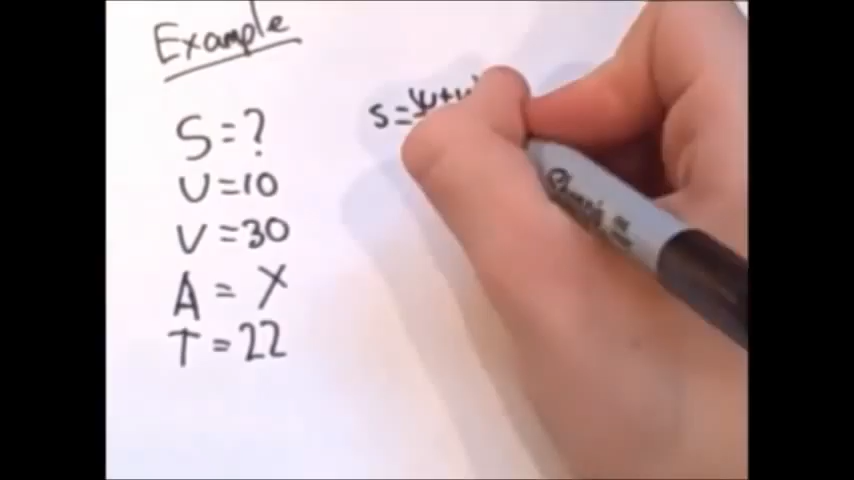 Example
S = ?
U = 10
V = 30
A = X
T = 22
S = (U + V)